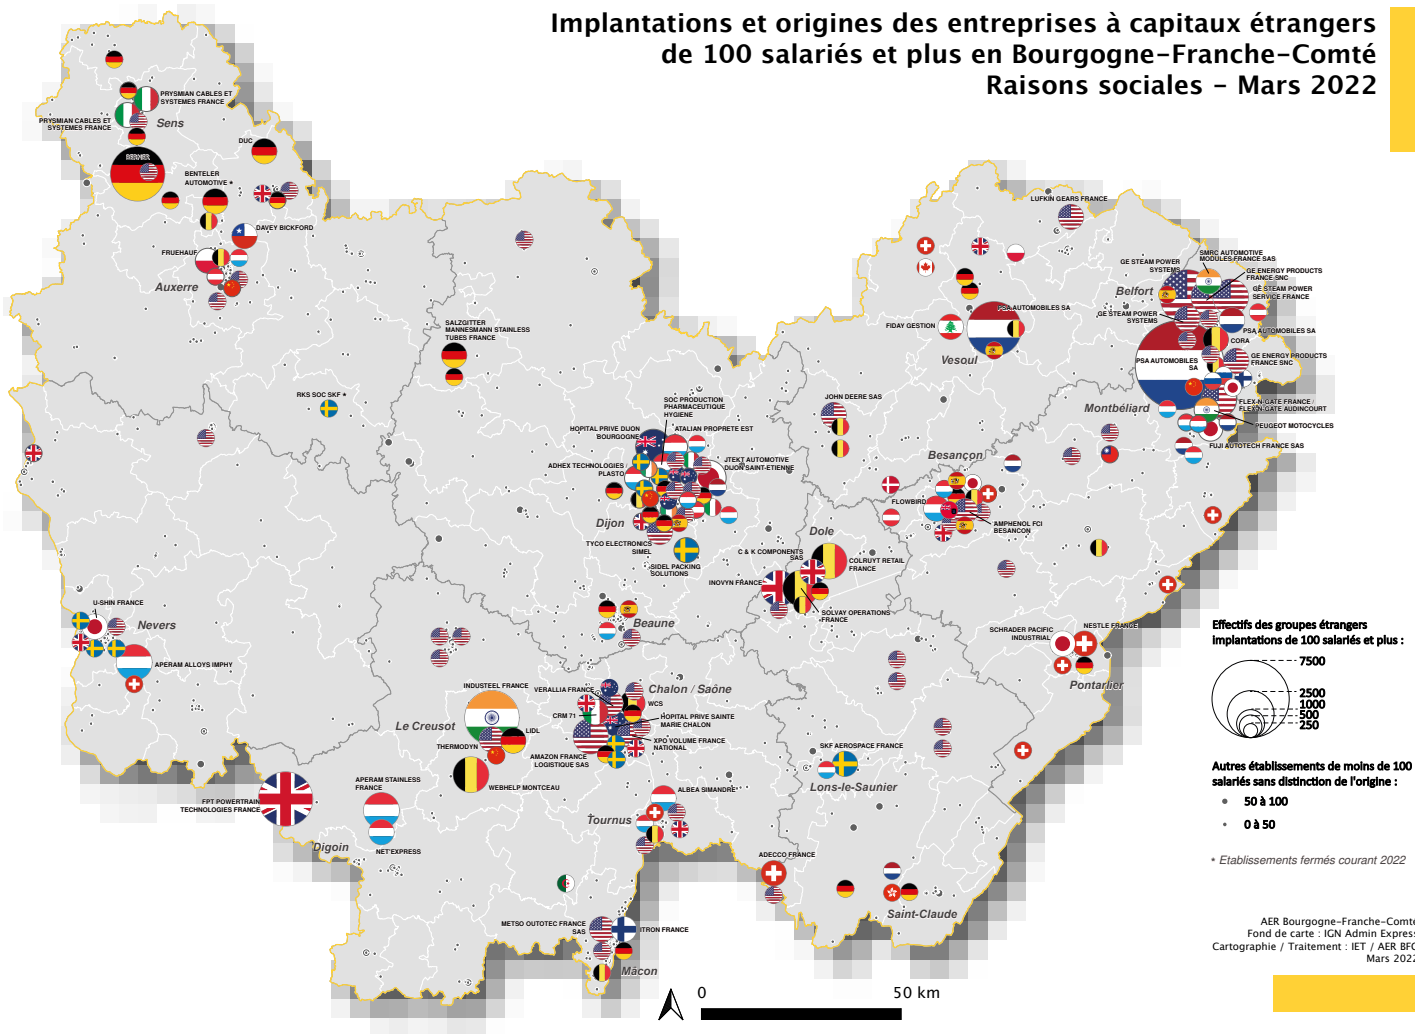 Implantations et origines des entreprises à capitaux étrangers
de 100 salariés et plus en Bourgogne-Franche-Comté
Raisons sociales - Mars 2022
PRYSMIAN CABLES ET
SYSTEMES FRANCE
PRYSMIAN CABLES ET
SYSTEMES FRANCE
Sens
DUC
BENTELER
AUTOMOTIVE *
DAVEY BICKFORD
FRUEHAUF
Auxerre
LUFKIN GEARS FRANCE
SMRC AUTOMOTIVE
MODULES FRANCE SAS
GE STEAM POWER
SYSTEMS
GE ENERGY PRODUCTS
FRANCE SNC
Belfort
GE STEAM POWER
SERVICE FRANCE
GE STEAM POWER
SYSTEMS
PSA AUTOMOBILES SA
FIDAY GESTION
Vesoul
PSA AUTOMOBILES SA
CORA
PSA AUTOMOBILES
SA
GE ENERGY PRODUCTS
FRANCE SNC
SALZGITTER
MANNESMANN STAINLESS
TUBES FRANCE
RKS SOC SKF *
SOC PRODUCTION
PHARMACEUTIQUE
HYGIENE
JOHN DEERE SAS
Montbéliard
FLEX-N-GATE FRANCE /
FLEX-N-GATE AUDINCOURT
PEUGEOT MOTOCYCLES
FUJI AUTOTECH FRANCE SAS
HOPITAL PRIVE DIJON
BOURGOGNE
ATALIAN PROPRETE EST
ADHEX TECHNOLOGIES /
PLASTO
JTEKT AUTOMOTIVE
DIJON SAINT-ETIENNE
Besançon
FLOWBIRD
AMPHENOL FCI
BESANCON
Dijon
TYCO ELECTRONICS
SIMEL
SIDEL PACKING
SOLUTIONS
Dole
C & K COMPONENTS
SAS
COLRUYT RETAIL
FRANCE
INOVYN FRANCE
SOLVAY OPERATIONS
FRANCE
U-SHIN FRANCE
Nevers
APERAM ALLOYS IMPHY
Beaune
SCHRADER PACIFIC
INDUSTRIAL
NESTLE FRANCE
Pontarlier
INDUSTEEL FRANCE
VERALLIA FRANCE
Chalon / Saône
WCS
Le Creusot
CRM 71
HOPITAL PRIVE SAINTE
MARIE CHALON
LIDL
THERMODYN
XPO VOLUME FRANCE
NATIONAL
AMAZON FRANCE
LOGISTIQUE SAS
WEBHELP MONTCEAU
SKF AEROSPACE FRANCE
Lons-le-Saunier
FPT POWERTRAIN
TECHNOLOGIES FRANCE
APERAM STAINLESS
FRANCE
Digoin
NET'EXPRESS
ALBEA SIMANDRE
Tournus
ADECCO FRANCE
Saint-Claude
METSO OUTOTEC FRANCE
SAS
ITRON FRANCE
Mâcon
Effectifs des groupes étrangers
implantations de 100 salariés et plus :
7500
2500
1000
500
250
Autres établissements de moins de 100
salariés sans distinction de l'origine :
50 à 100
0 à 50
* Etablissements fermés courant 2022
AER Bourgogne-Franche-Comté
Fond de carte : IGN Admin Express
Cartographie / Traitement : IET / AER BFC
Mars 2022
0 50 km